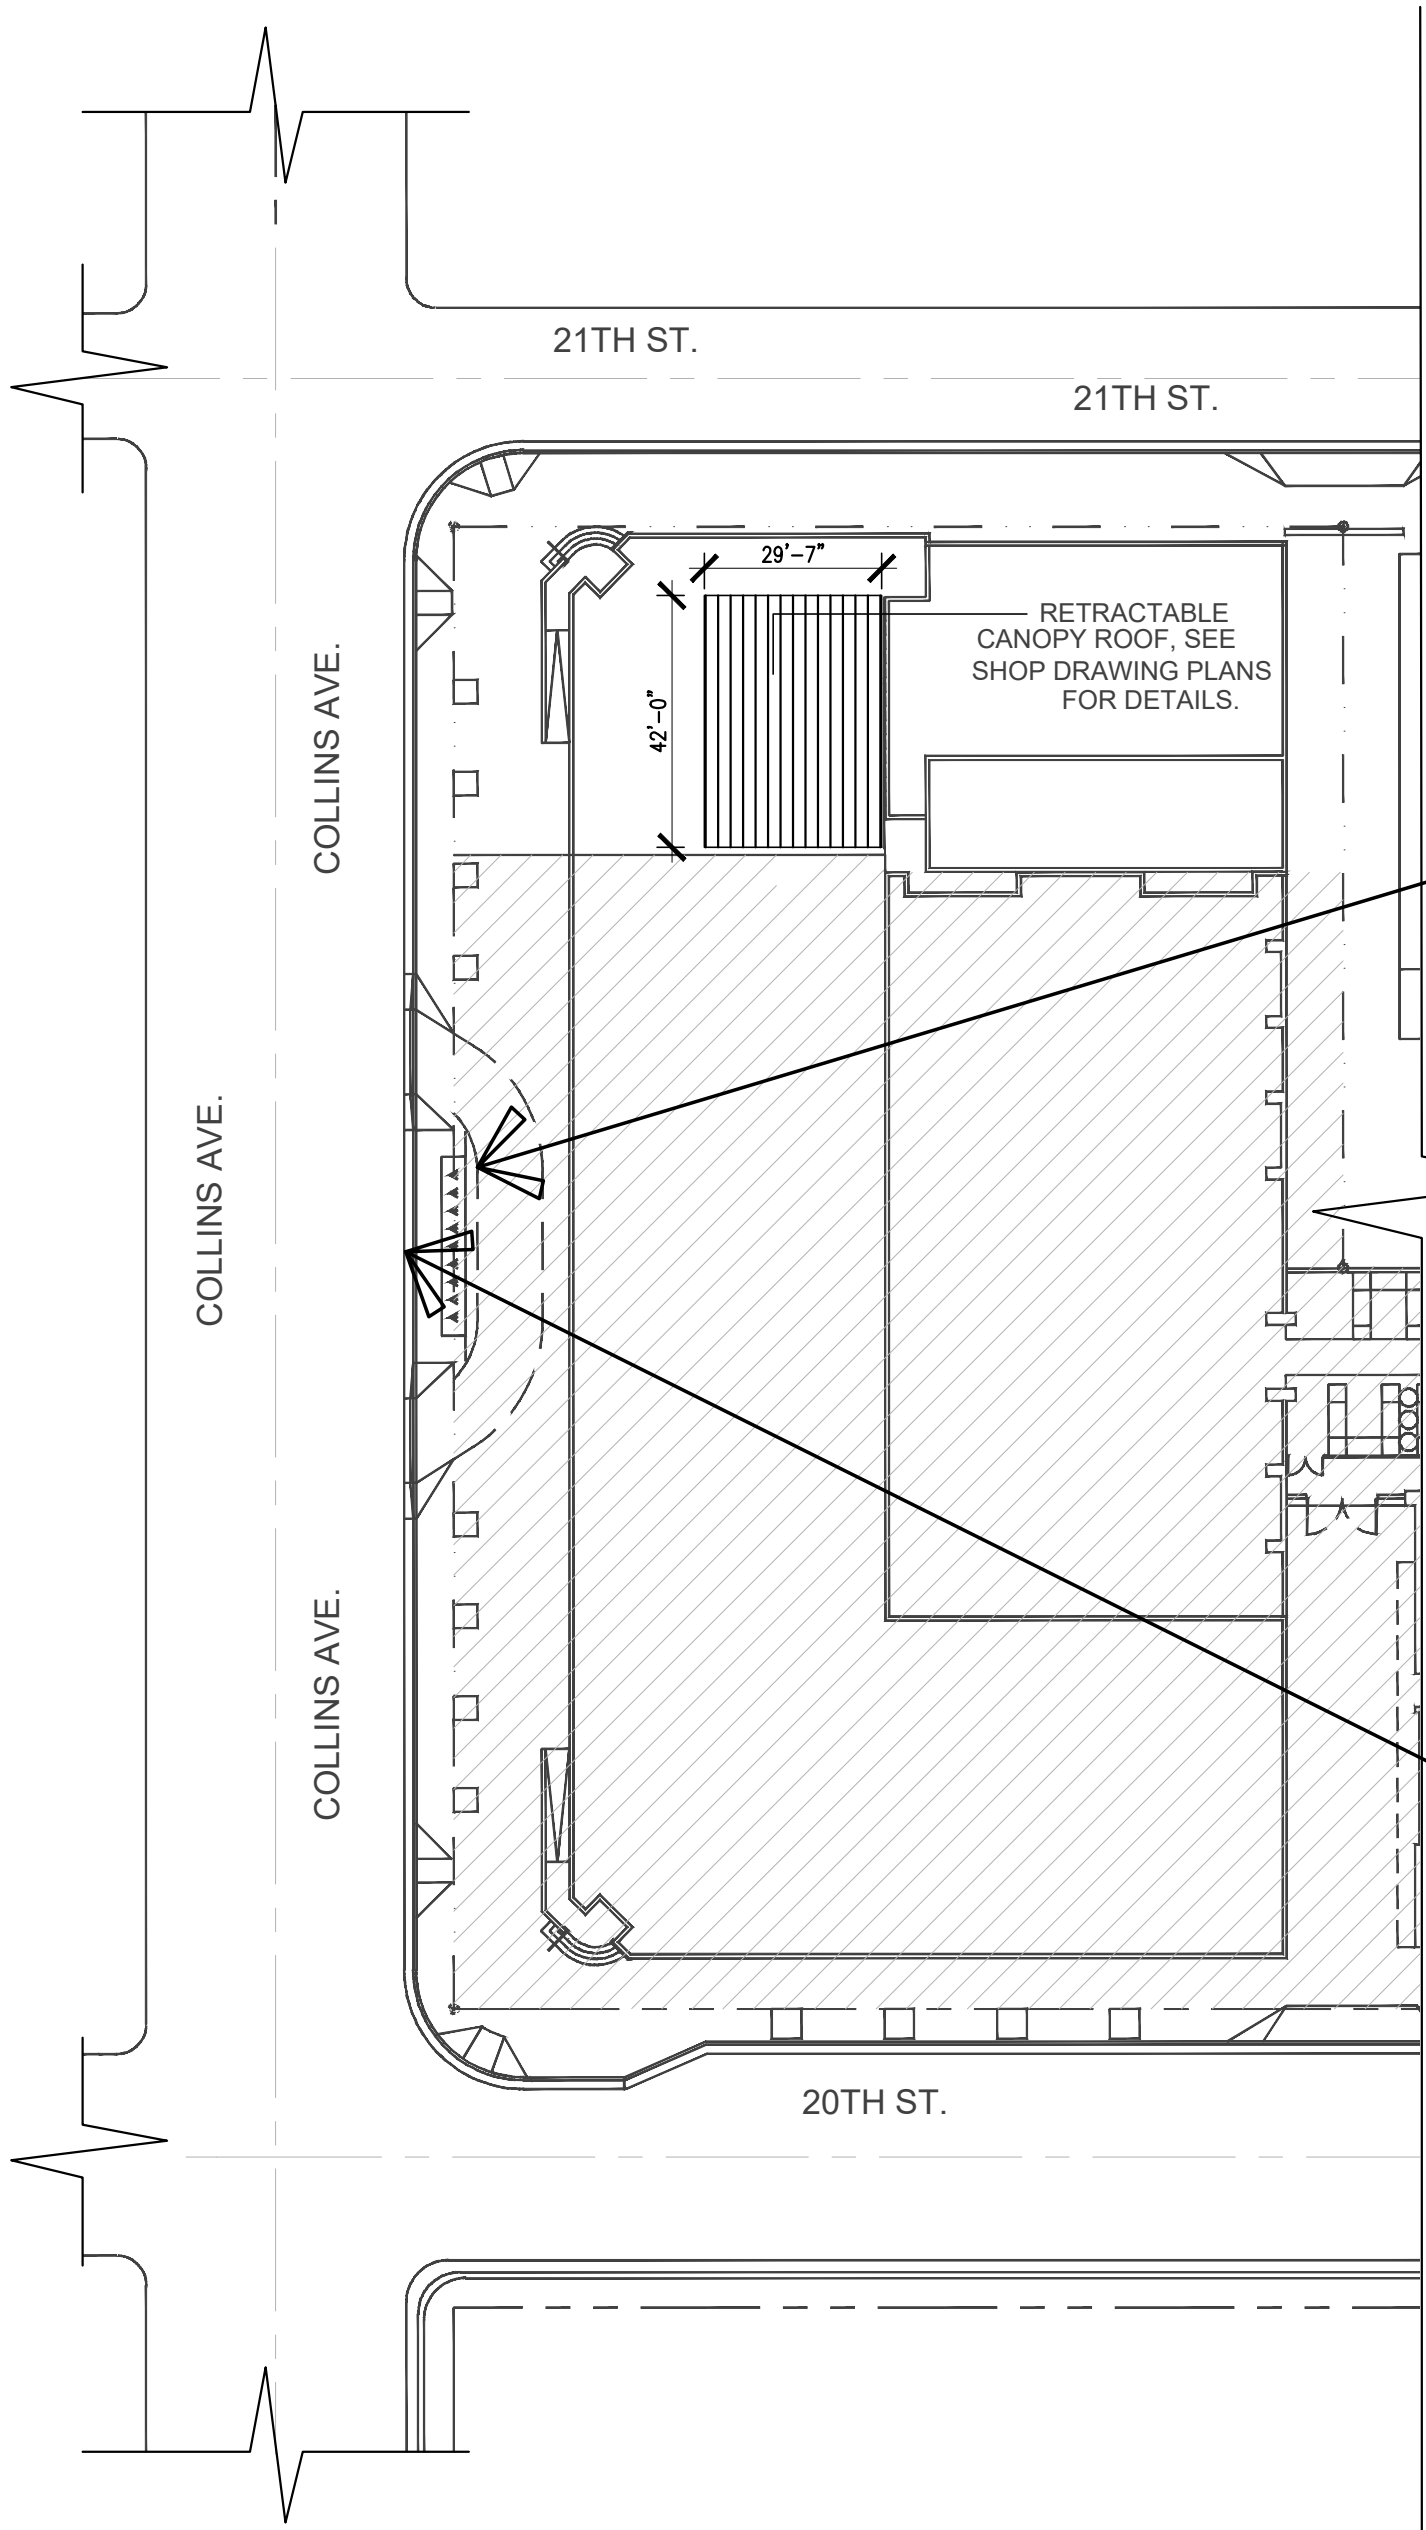 21TH ST.
21TH ST.
29'-7"
RETRACTABLE
CANOPY ROOF, SEE
SHOP DRAWING PLANS
FOR DETAILS.
42'-0"
COLLINS AVE.
COLLINS AVE.
COLLINS AVE.
20TH ST.